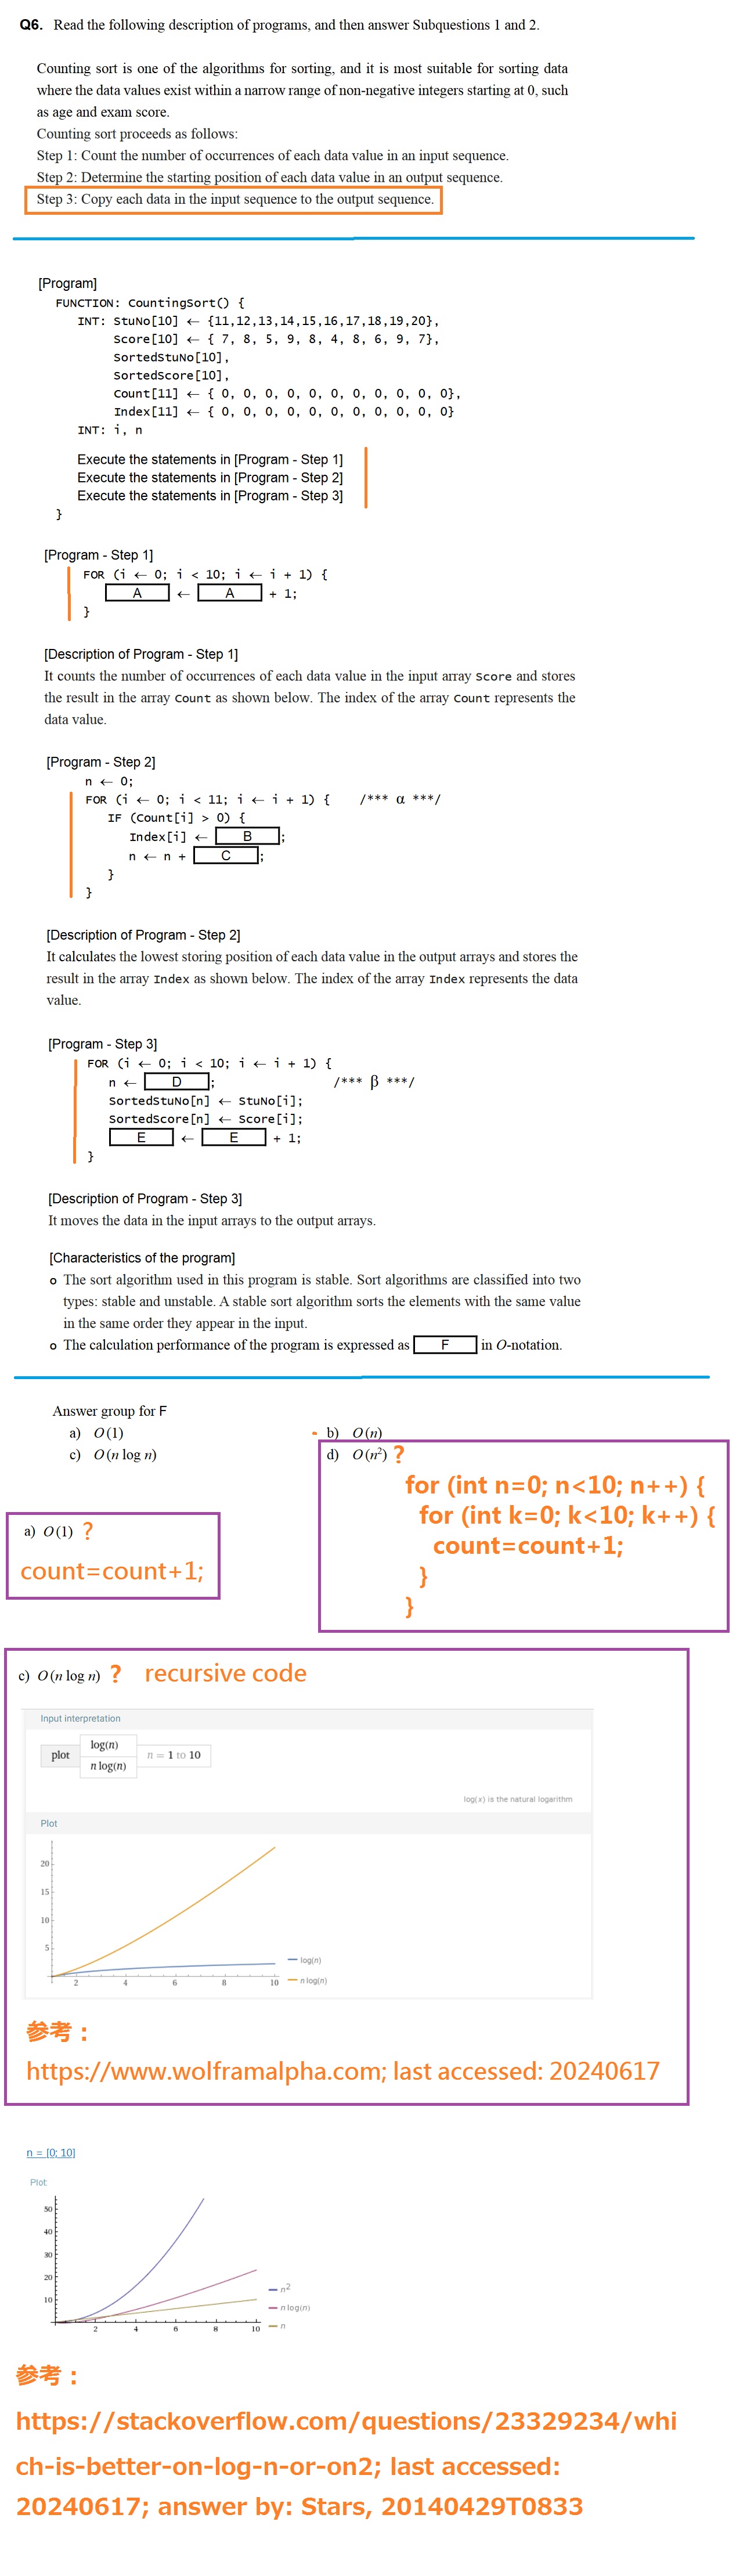 Q6. Read the following description of programs, and then answer Subquestions 1 and 2.
Counting sort is one of the algorithms for sorting, and it is most suitable for sorting data
where the data values exist within a narrow range of non-negative integers starting at 0, such
as age and exam score.
Counting sort proceeds as follows:
Step 1: Count the number of occurrences of each data value in an input sequence.
Step 2: Determine the starting position of each data value in an output sequence.
Step 3: Copy each data in the input sequence to the output sequence.
[Program]
FUNCTION: CountingSort() {
INT: StuNo[10] ← {11,12,13,14,15,16,17,18,19,20},
Score[10] ← { 7, 8, 5, 9, 8, 4, 8, 6, 9, 7},
SortedStuNo[10],
SortedScore[10],
Count[11] ← { 0, 0, 0, 0, 0, 0, 0, 0, 0, 0, 0},
Index[11] ← { 0, 0, 0, 0, 0, 0, 0, 0, 0, 0, 0}
INT: i, n
Execute the statements in [Program - Step 1]
Execute the statements in [Program - Step 2]
Execute the statements in [Program - Step 3]
}
[Program - Step 1]
FOR (i ← 0; i < 10; i ← i + 1) {
A ← A + 1;
}
[Description of Program - Step 1]
It counts the number of occurrences of each data value in the input array Score and stores
the result in the array Count as shown below. The index of the array Count represents the
data value.
[Program - Step 2]
n ← 0;
FOR (i ← 0; i < 11; i ← i + 1) { /*** α ***/
IF (Count[i] > 0) {
Index[i] ← B ;
n ← n + C ;
}
}
[Description of Program - Step 2]
It calculates the lowest storing position of each data value in the output arrays and stores the
result in the array Index as shown below. The index of the array Index represents the data
value.
[Program - Step 3]
FOR (i ← 0; i < 10; i ← i + 1) {
n ← D ; /*** β ***/
SortedStuNo[n] ← StuNo[i];
SortedScore[n] ← Score[i];
E ← E + 1;
}
[Description of Program - Step 3]
It moves the data in the input arrays to the output arrays.
[Characteristics of the program]
o The sort algorithm used in this program is stable. Sort algorithms are classified into two
types: stable and unstable. A stable sort algorithm sorts the elements with the same value
in the same order they appear in the input.
o The calculation performance of the program is expressed as F in O-notation.
Answer group for F
a) O(1) b) O(n)
c) O(n log n) d) O(n²) ?
for (int n=0; n<10; n++) {
for (int k=0; k<10; k++) {
count=count+1;
}
}
a) O(1) ?
count=count+1;
c) O(n log n) ? recursive code
Input interpretation
plot log(n) n log(n) n = 1 to 10
log(x) is the natural logarithm
Plot
20
15
10
5
2 4 6 8 10
log(n)
n log(n)
参考：
https://www.wolframalpha.com; last accessed: 20240617
n = [0; 10]
Plot
50
40
30
20
10
2 4 6 8 10
n²
n log(n)
n
参考：
https://stackoverflow.com/questions/23329234/whi
ch-is-better-on-log-n-or-on2; last accessed:
20240617; answer by: Stars, 20140429T0833